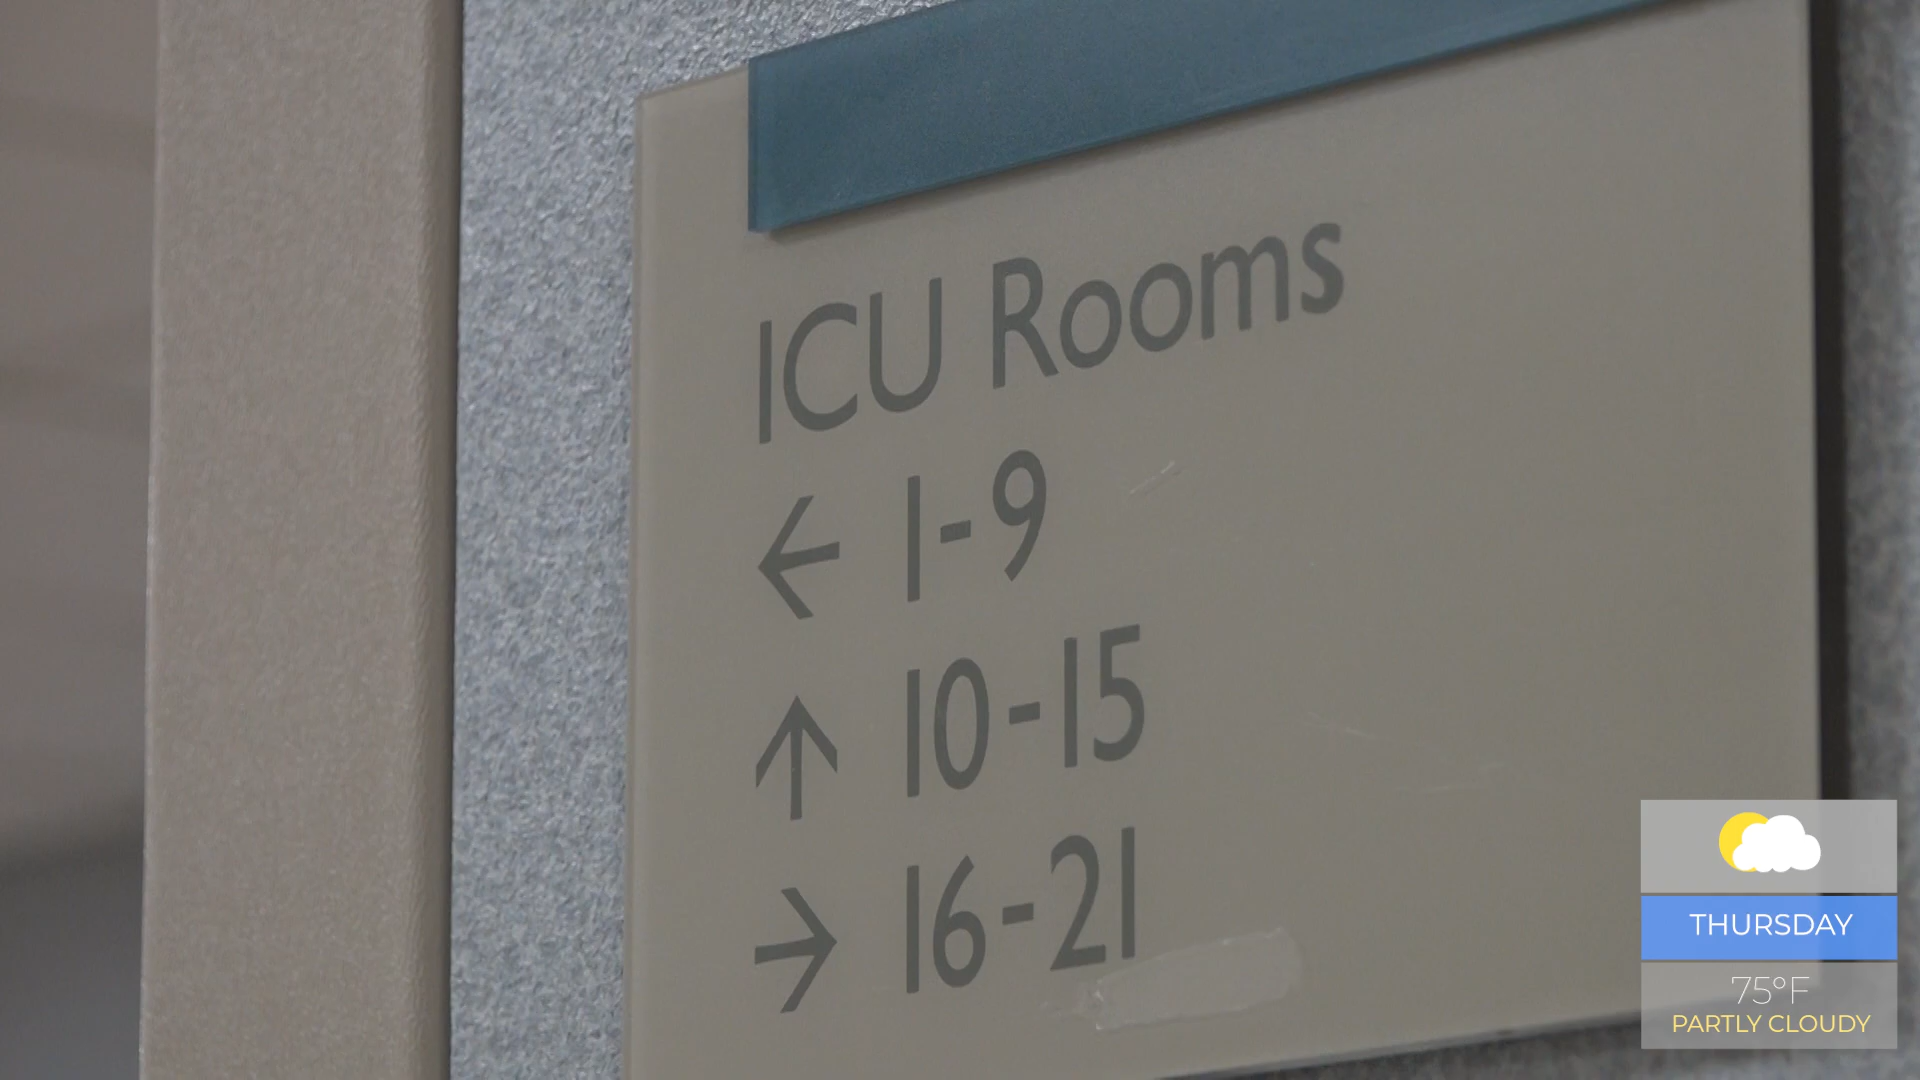 ICU Rooms
← 1-9
↑ 10-15
→ 16-21
THURSDAY
75°F
PARTLY CLOUDY